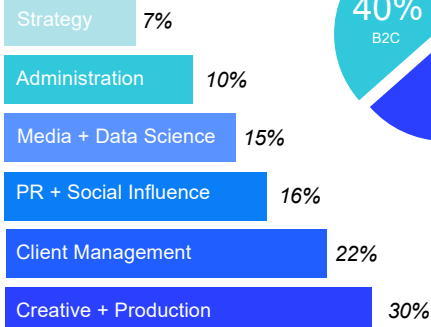 Strategy 7%
40%
B2C
Administration 10%
Media + Data Science 15%
PR + Social Influence 16%
Client Management 22%
Creative + Production 30%